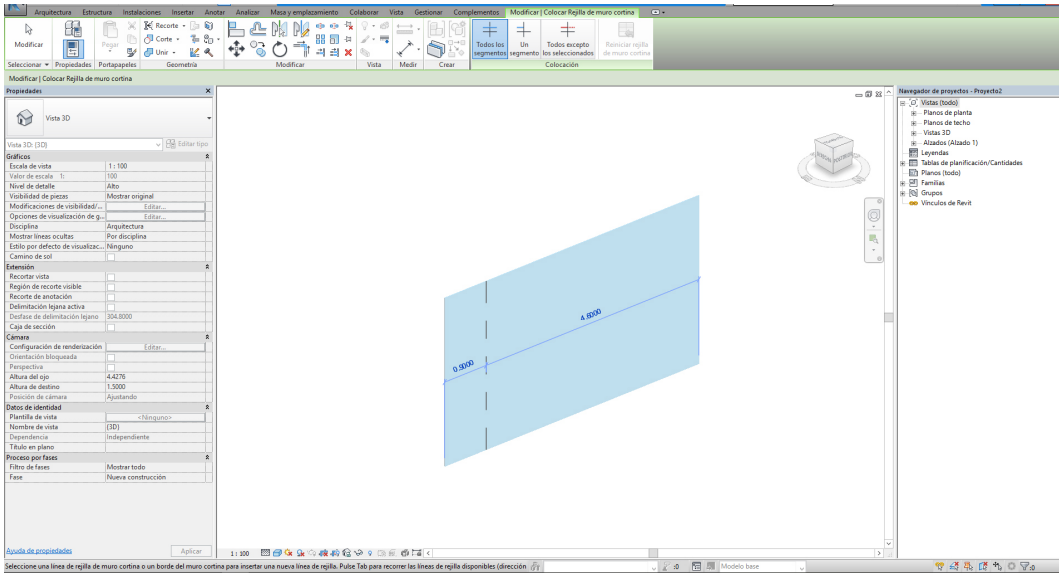 Arquitectura Estructura Instalaciones Insertar Anotar Analizar Masa y emplazamiento Colaborar Vista Gestionar Complementos Modificar | Colocar Rejilla de muro cortina
Modificar
Pegar
Recorte
Corte
Unir
Todos los segmentos
Un segmento
Todos excepto los seleccionados
Reiniciar rejilla de muro cortina
Seleccionar Propiedades Portapapeles Geometría Modificar Vista Medir Crear Colocación
Modificar | Colocar Rejilla de muro cortina
Propiedades
Vista 3D
Vista 3D: {3D} Editar tipo
Gráficos
Escala de vista 1 : 100
Valor de escala 1: 100
Nivel de detalle Alto
Visibilidad de piezas Mostrar original
Modificaciones de visibilidad/... Editar...
Opciones de visualización de g... Editar...
Disciplina Arquitectura
Mostrar líneas ocultas Por disciplina
Estilo por defecto de visualizac... Ninguno
Camino de sol
Extensión
Recortar vista
Región de recorte visible
Recorte de anotación
Delimitación lejana activa
Desfase de delimitación lejano 304.8000
Caja de sección
Cámara
Configuración de renderización Editar...
Orientación bloqueada
Perspectiva
Altura del ojo 4.4276
Altura de destino 1.5000
Posición de cámara Ajustando
Datos de identidad
Plantilla de vista <Ninguno>
Nombre de vista {3D}
Dependencia Independiente
Título en plano
Proceso por fases
Filtro de fases Mostrar todo
Fase Nueva construcción
Ayuda de propiedades Aplicar
4.6000
0.9000
Navegador de proyectos - Proyecto2
Vistas (todo)
Planos de planta
Planos de techo
Vistas 3D
Alzados (Alzado 1)
Leyendas
Tablas de planificación/Cantidades
Planos (todo)
Familias
Grupos
Vínculos de Revit
1 : 100
Seleccione una línea de rejilla de muro cortina o un borde del muro cortina para insertar una nueva línea de rejilla. Pulse Tab para recorrer las líneas de rejilla disponibles (dirección
:0 Modelo base
:0